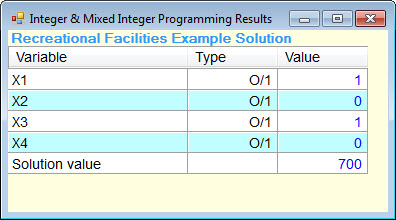 Integer & Mixed Integer Programming Results
Recreational Facilities Example Solution
Variable Type Value
X1 O/1 1
X2 O/1 0
X3 O/1 1
X4 O/1 0
Solution value 700